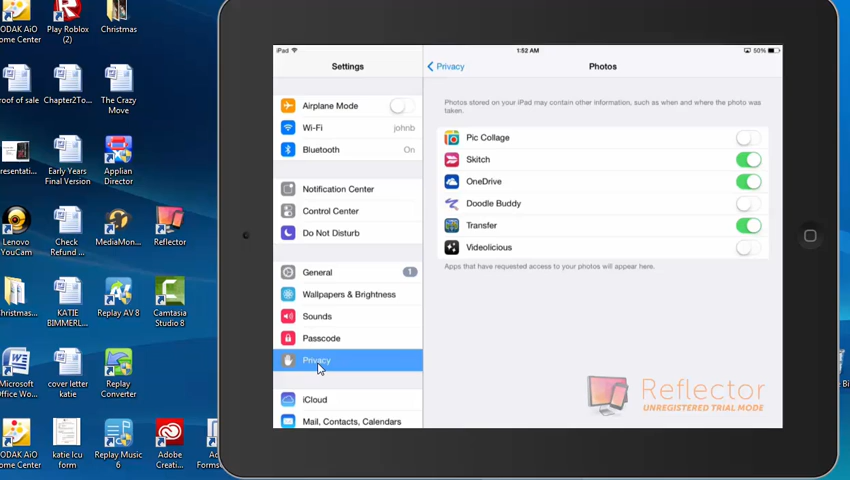 ODAK AiO
ome Center
Play Roblox
(2)
Christmas
roof of sale
Chapter2To...
The Crazy
Move
resentati...
Early Years
Final Version
Applian
Director
Lenovo
YouCam
Check
Refund ...
MediaMon...
Reflector
Christmas...
KATIE
BIMMERL...
Replay AV 8
Camtasia
Studio 8
Microsoft
Office Wo...
cover letter
katie
Replay
Converter
ODAK AiO
ome Center
katie lcu
form
Replay Music
6
Adobe
Creati...
Ac
Forms
iPad
1:52 AM
50%
Settings
Privacy
Photos
Airplane Mode
Wi-Fi
johnb
Bluetooth
On
Notification Center
Control Center
Do Not Disturb
General
1
Wallpapers & Brightness
Sounds
Passcode
Privacy
iCloud
Mail, Contacts, Calendars
Photos stored on your iPad may contain other information, such as when and where the photo was
taken.
Pic Collage
Skitch
OneDrive
Doodle Buddy
Transfer
Videolicious
Apps that have requested access to your photos will appear here.
Reflector
UNREGISTERED TRIAL MODE
Bi